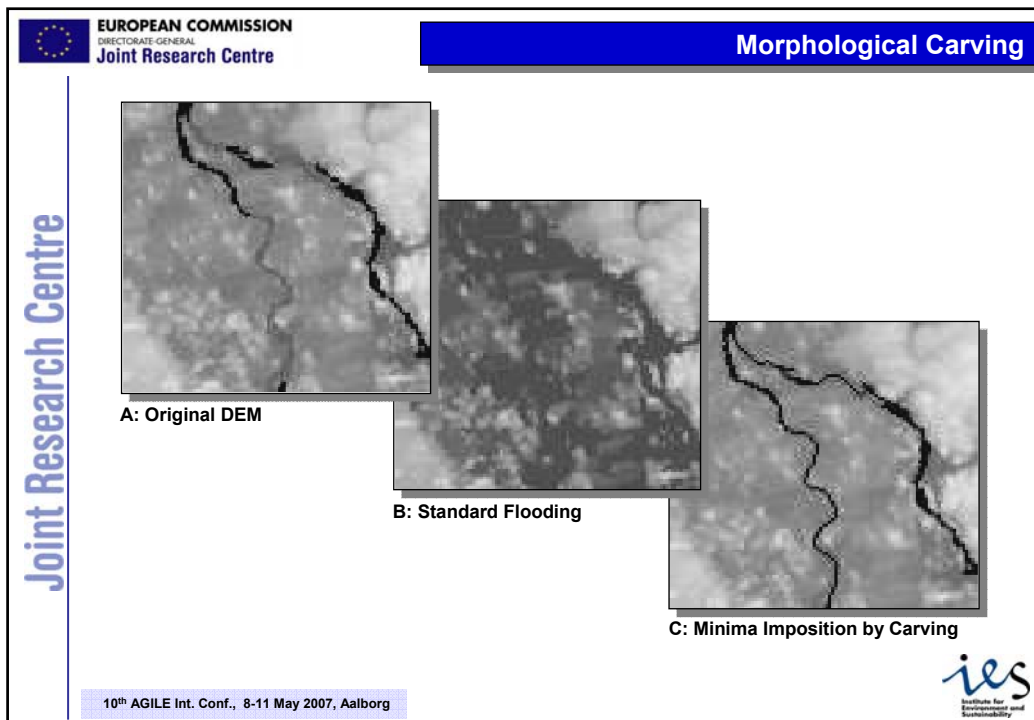 EUROPEAN COMMISSION
DIRECTORATE-GENERAL
Joint Research Centre
Morphological Carving
Joint Research Centre
A: Original DEM
B: Standard Flooding
C: Minima Imposition by Carving
10th AGILE Int. Conf., 8-11 May 2007, Aalborg
ies
Institute for
Environment and
Sustainability